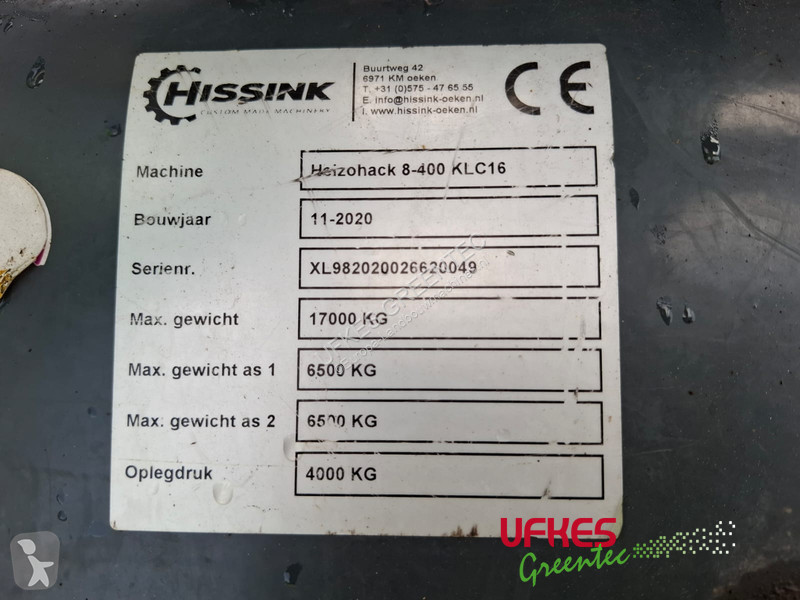 HISSINK
CUSTOM MADE MACHINERY
Buurtweg 42
6971 KM oeken
T. +31 (0)575 - 47 65 55
E. info@hissink-oeken.nl
I. www.hissink-oeken.nl
CE
Machine Heizohack 8-400 KLC16
Bouwjaar 11-2020
Serienr. XL982020026620049
Max. gewicht 17000 KG
Max. gewicht as 1 6500 KG
Max. gewicht as 2 6500 KG
Oplegdruk 4000 KG
UFKES GREENTEC
UFKES
Greentec